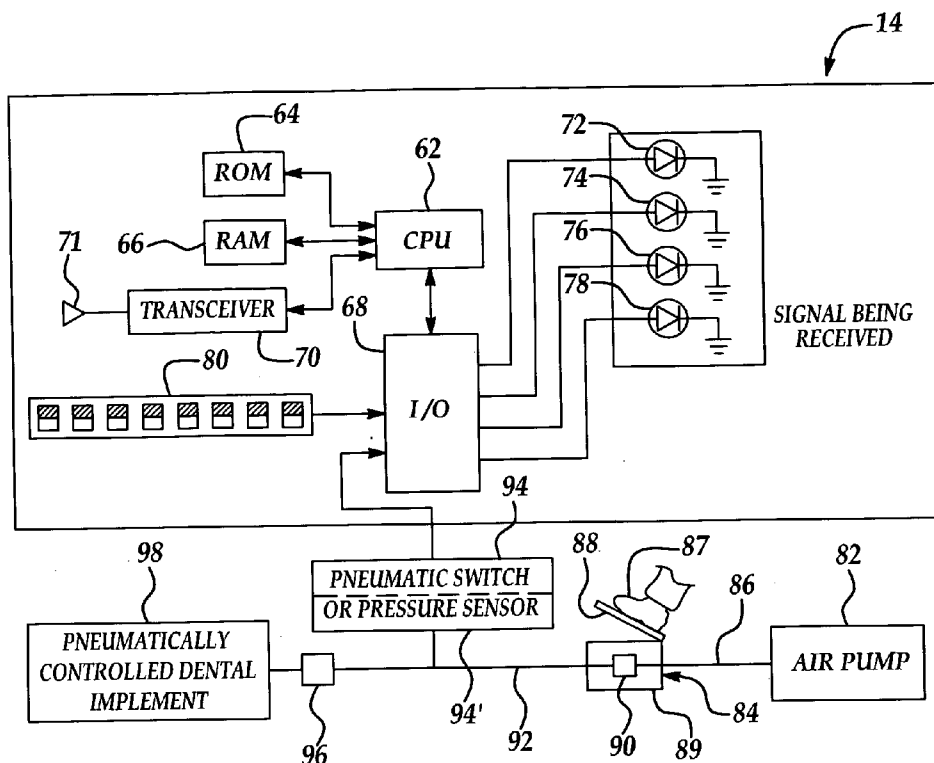 14
64
72
ROM
62
74
71
66
RAM
CPU
76
TRANSCEIVER
68
78
SIGNAL BEING
RECEIVED
80
70
I/O
94
98
88
87
82
PNEUMATIC SWITCH
OR PRESSURE SENSOR
86
PNEUMATICALLY
CONTROLLED DENTAL
IMPLEMENT
AIR PUMP
96
94'
92
90
89
84